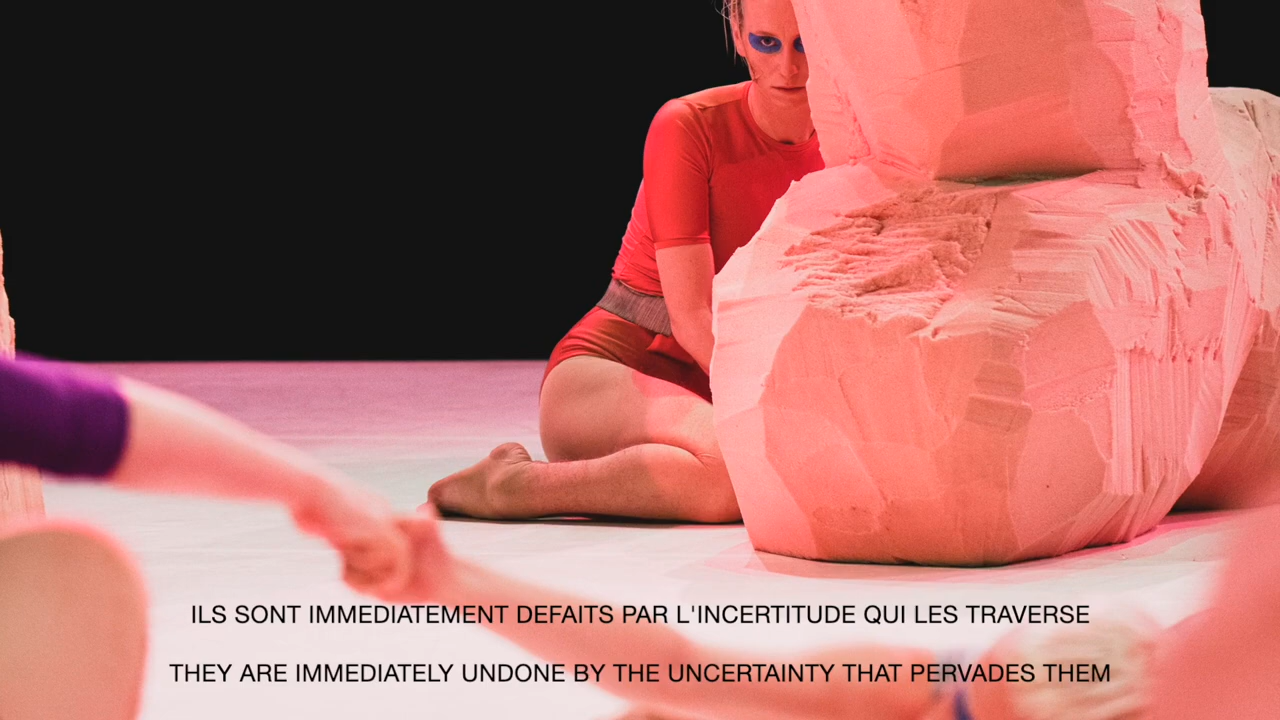 ILS SONT IMMEDIATEMENT DEFAITS PAR L'INCERTITUDE QUI LES TRAVERSE
THEY ARE IMMEDIATELY UNDONE BY THE UNCERTAINTY THAT PERVADES THEM